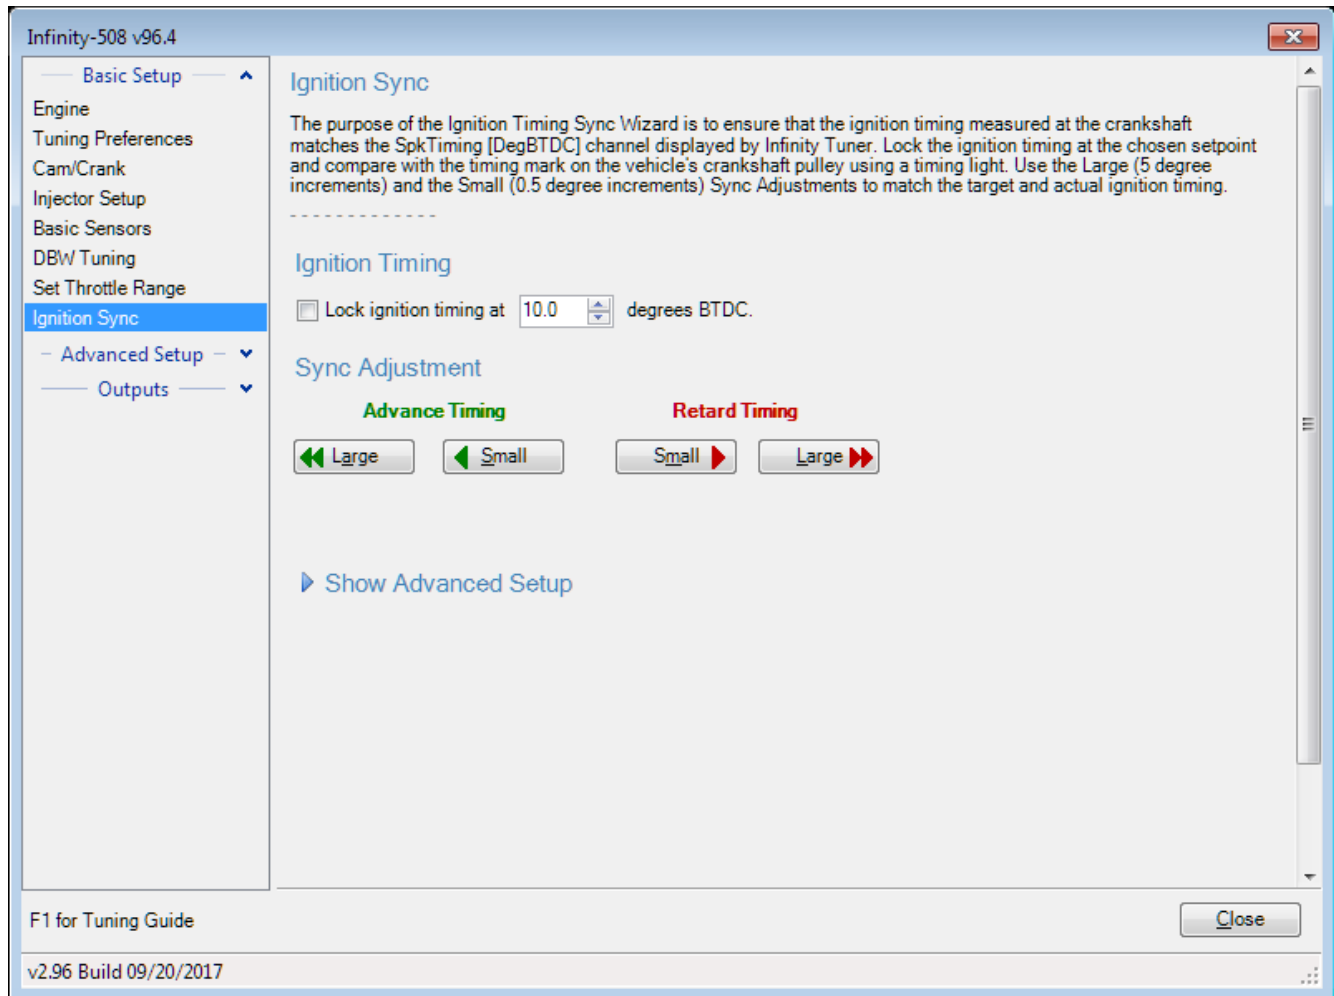 Infinity-508 v96.4
Basic Setup
Engine
Tuning Preferences
Cam/Crank
Injector Setup
Basic Sensors
DBW Tuning
Set Throttle Range
Ignition Sync
Advanced Setup
Outputs
Ignition Sync
The purpose of the Ignition Timing Sync Wizard is to ensure that the ignition timing measured at the crankshaft
matches the SpkTiming [DegBTDC] channel displayed by Infinity Tuner. Lock the ignition timing at the chosen setpoint
and compare with the timing mark on the vehicle's crankshaft pulley using a timing light. Use the Large (5 degree
increments) and the Small (0.5 degree increments) Sync Adjustments to match the target and actual ignition timing.
- - - - - - - - - - - - -
Ignition Timing
Lock ignition timing at 10.0 degrees BTDC.
Sync Adjustment
Advance Timing Retard Timing
Large Small Small Large
Show Advanced Setup
F1 for Tuning Guide
Close
v2.96 Build 09/20/2017